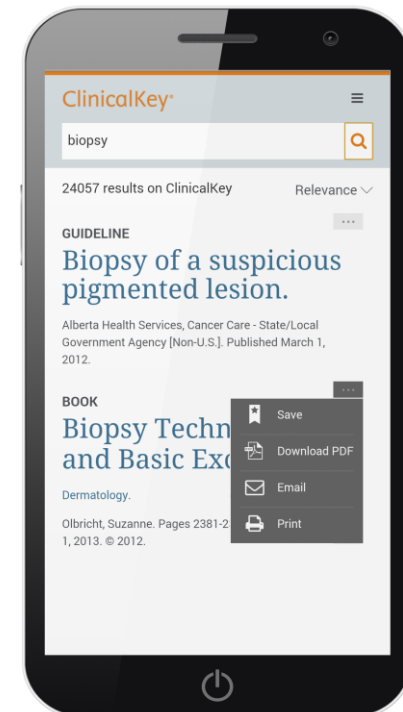 ClinicalKey®
biopsy
24057 results on ClinicalKey
Relevance
GUIDELINE
Biopsy of a suspicious
pigmented lesion.
Alberta Health Services, Cancer Care - State/Local
Government Agency [Non-U.S.]. Published March 1,
2012.
BOOK
Biopsy Techn
and Basic Exc
Dermatology.
Olbricht, Suzanne. Pages 2381-2
1, 2013. © 2012.
Save
Download PDF
Email
Print